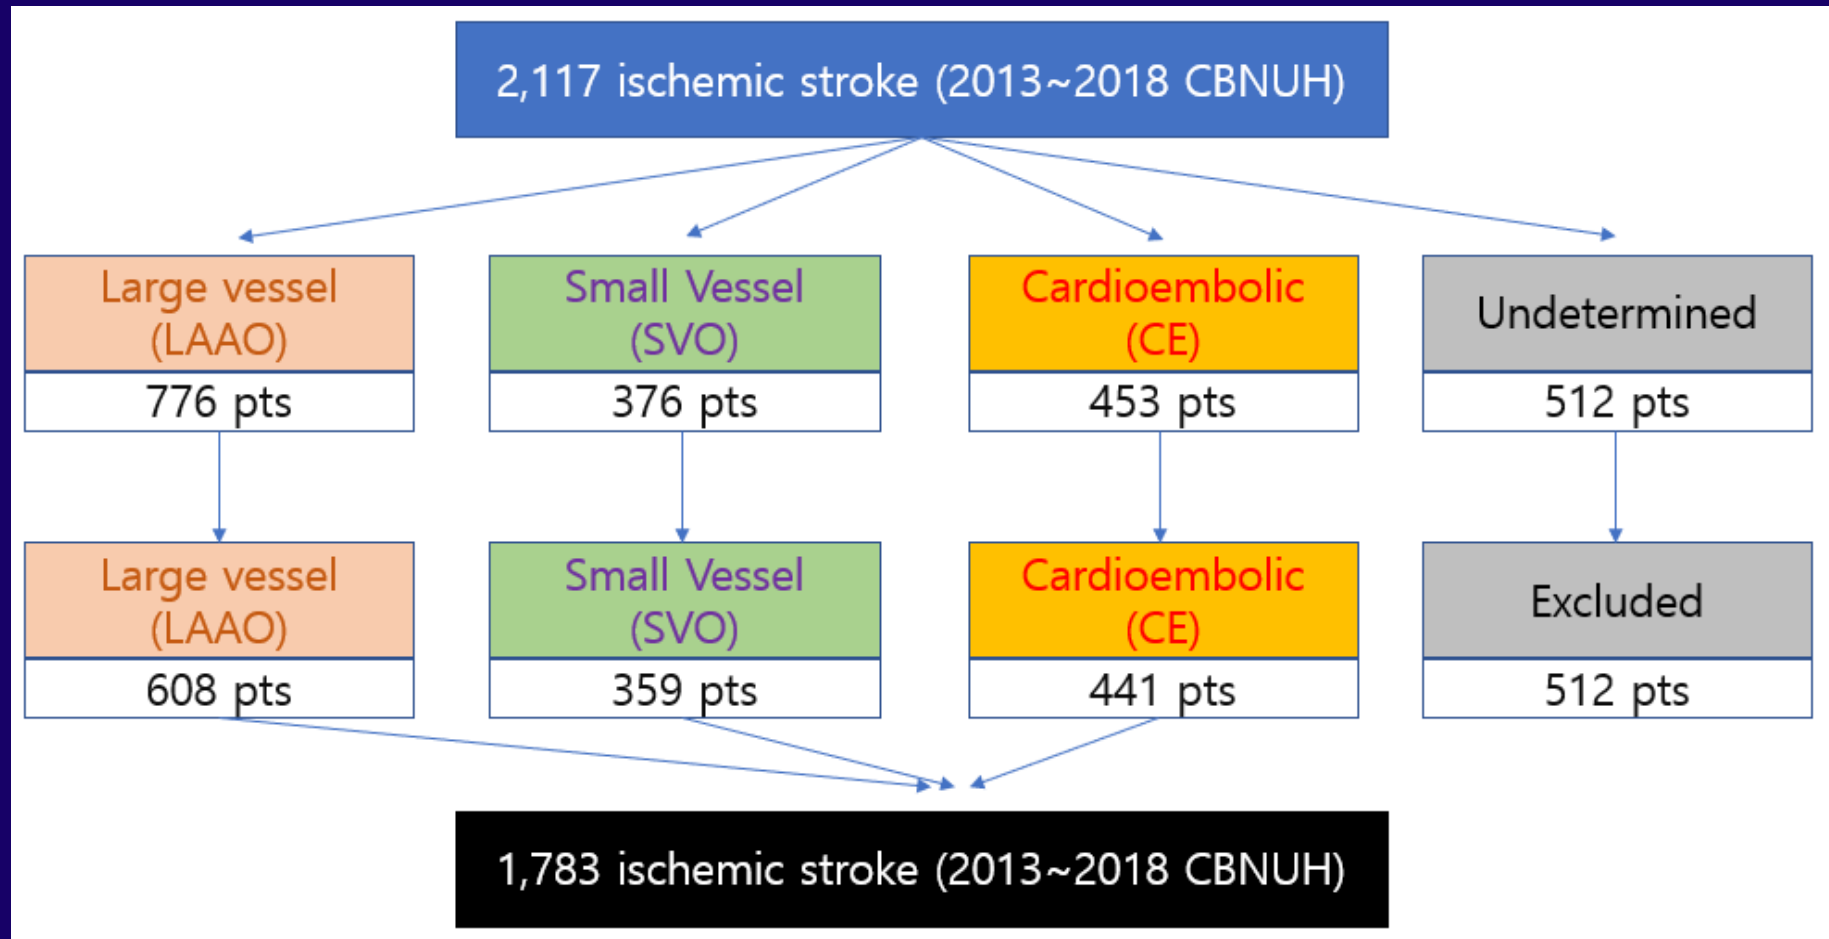 2,117 ischemic stroke (2013~2018 CBNUH)
Large vessel
(LAAO)
776 pts
Small Vessel
(SVO)
376 pts
Cardioembolic
(CE)
453 pts
Undetermined
512 pts
Large vessel
(LAAO)
608 pts
Small Vessel
(SVO)
359 pts
Cardioembolic
(CE)
441 pts
Excluded
512 pts
1,783 ischemic stroke (2013~2018 CBNUH)